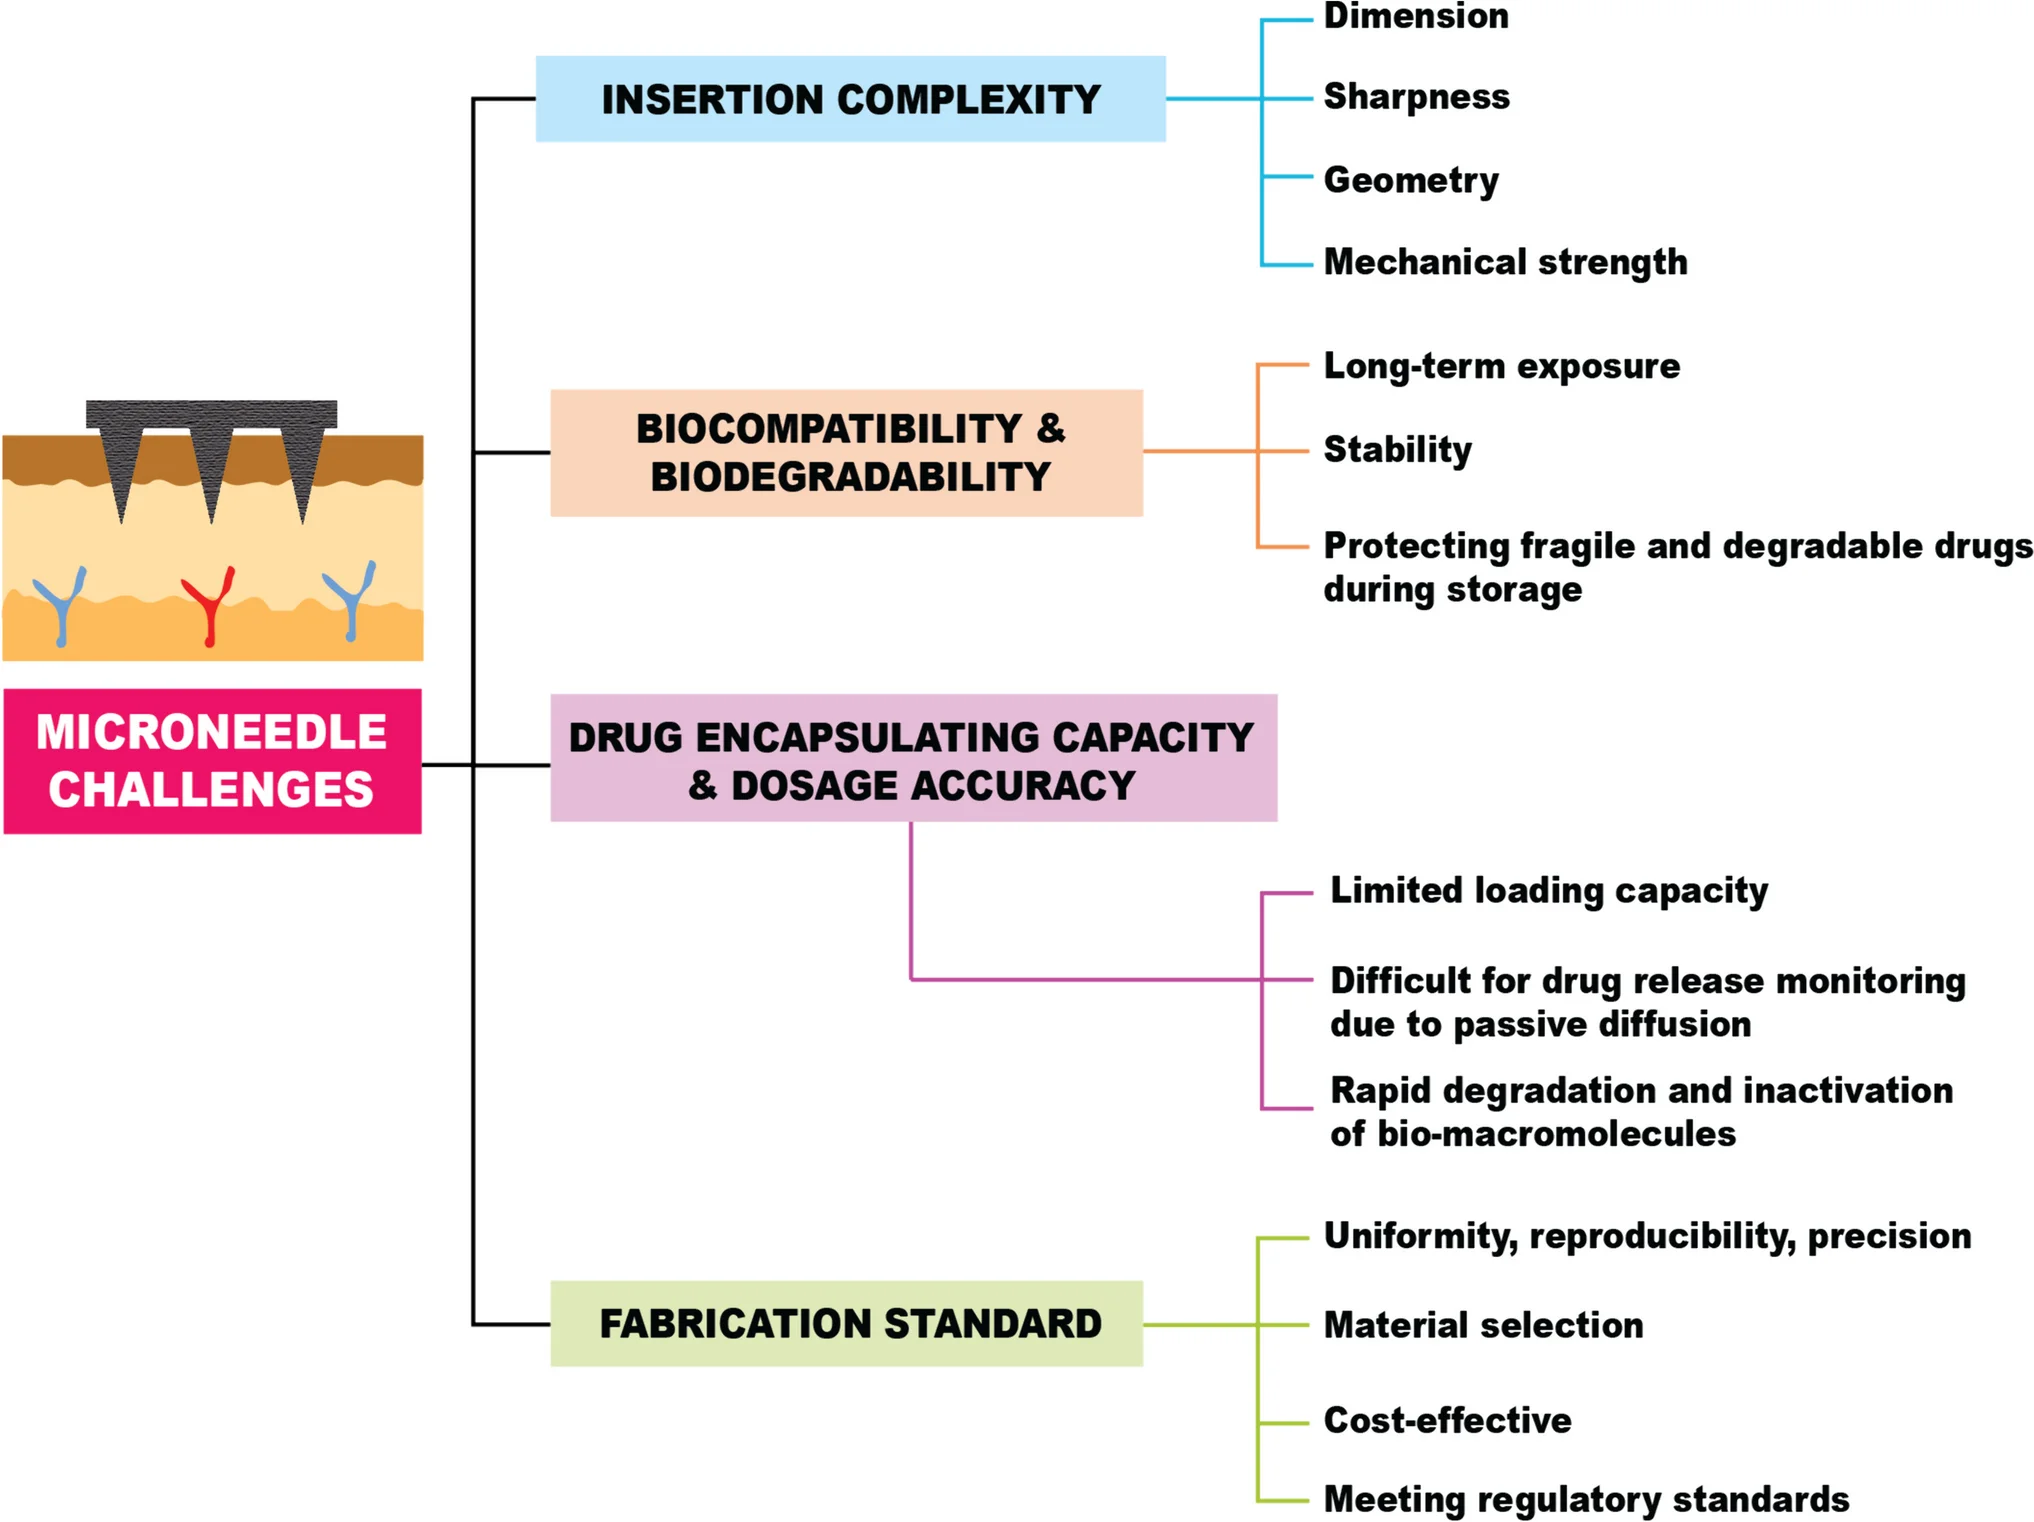 MICRONEEDLE
CHALLENGES
INSERTION COMPLEXITY
Dimension
Sharpness
Geometry
Mechanical strength
BIOCOMPATIBILITY &
BIODEGRADABILITY
Long-term exposure
Stability
Protecting fragile and degradable drugs
during storage
DRUG ENCAPSULATING CAPACITY
& DOSAGE ACCURACY
Limited loading capacity
Difficult for drug release monitoring
due to passive diffusion
Rapid degradation and inactivation
of bio-macromolecules
FABRICATION STANDARD
Uniformity, reproducibility, precision
Material selection
Cost-effective
Meeting regulatory standards